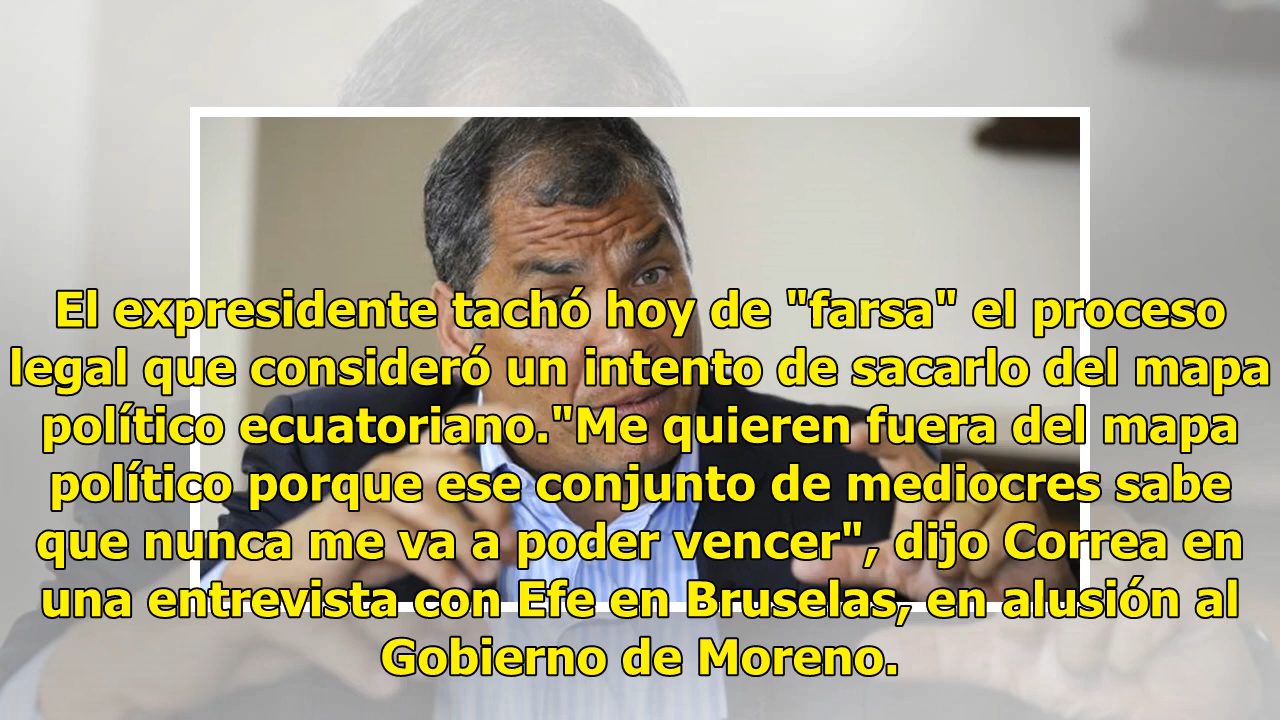 El expresidente tachó hoy de "farsa" el proceso
legal que consideró un intento de sacarlo del mapa
político ecuatoriano."Me quieren fuera del mapa
político porque ese conjunto de mediocres sabe
que nunca me va a poder vencer", dijo Correa en
una entrevista con Efe en Bruselas, en alusión al
Gobierno de Moreno.